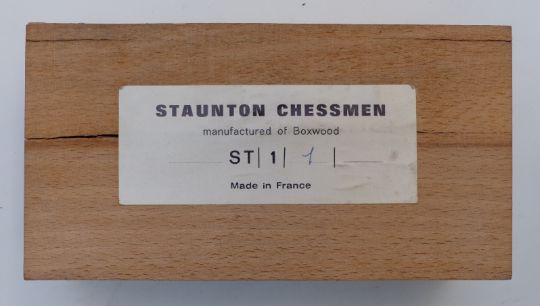 STAUNTON CHESSMEN
manufactured of Boxwood
ST| 1 | 1 |
Made in France